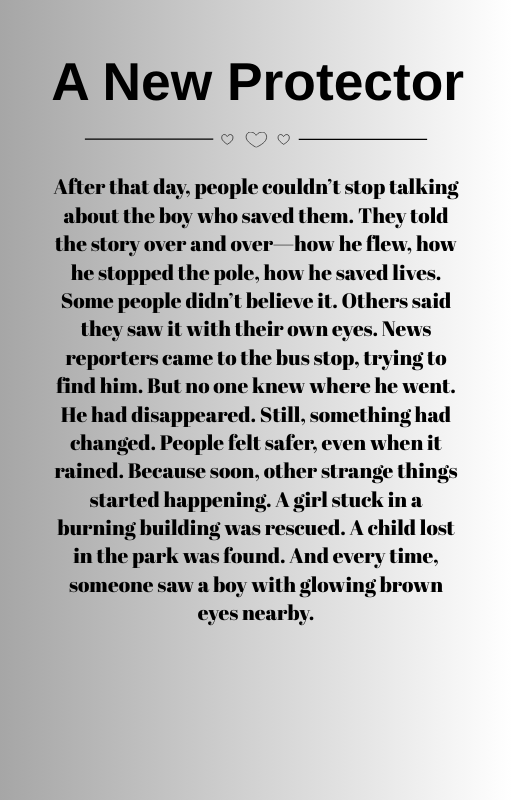 A New Protector
After that day, people couldn’t stop talking
about the boy who saved them. They told
the story over and over—how he flew, how
he stopped the pole, how he saved lives.
Some people didn’t believe it. Others said
they saw it with their own eyes. News
reporters came to the bus stop, trying to
find him. But no one knew where he went.
He had disappeared. Still, something had
changed. People felt safer, even when it
rained. Because soon, other strange things
started happening. A girl stuck in a
burning building was rescued. A child lost
in the park was found. And every time,
someone saw a boy with glowing brown
eyes nearby.